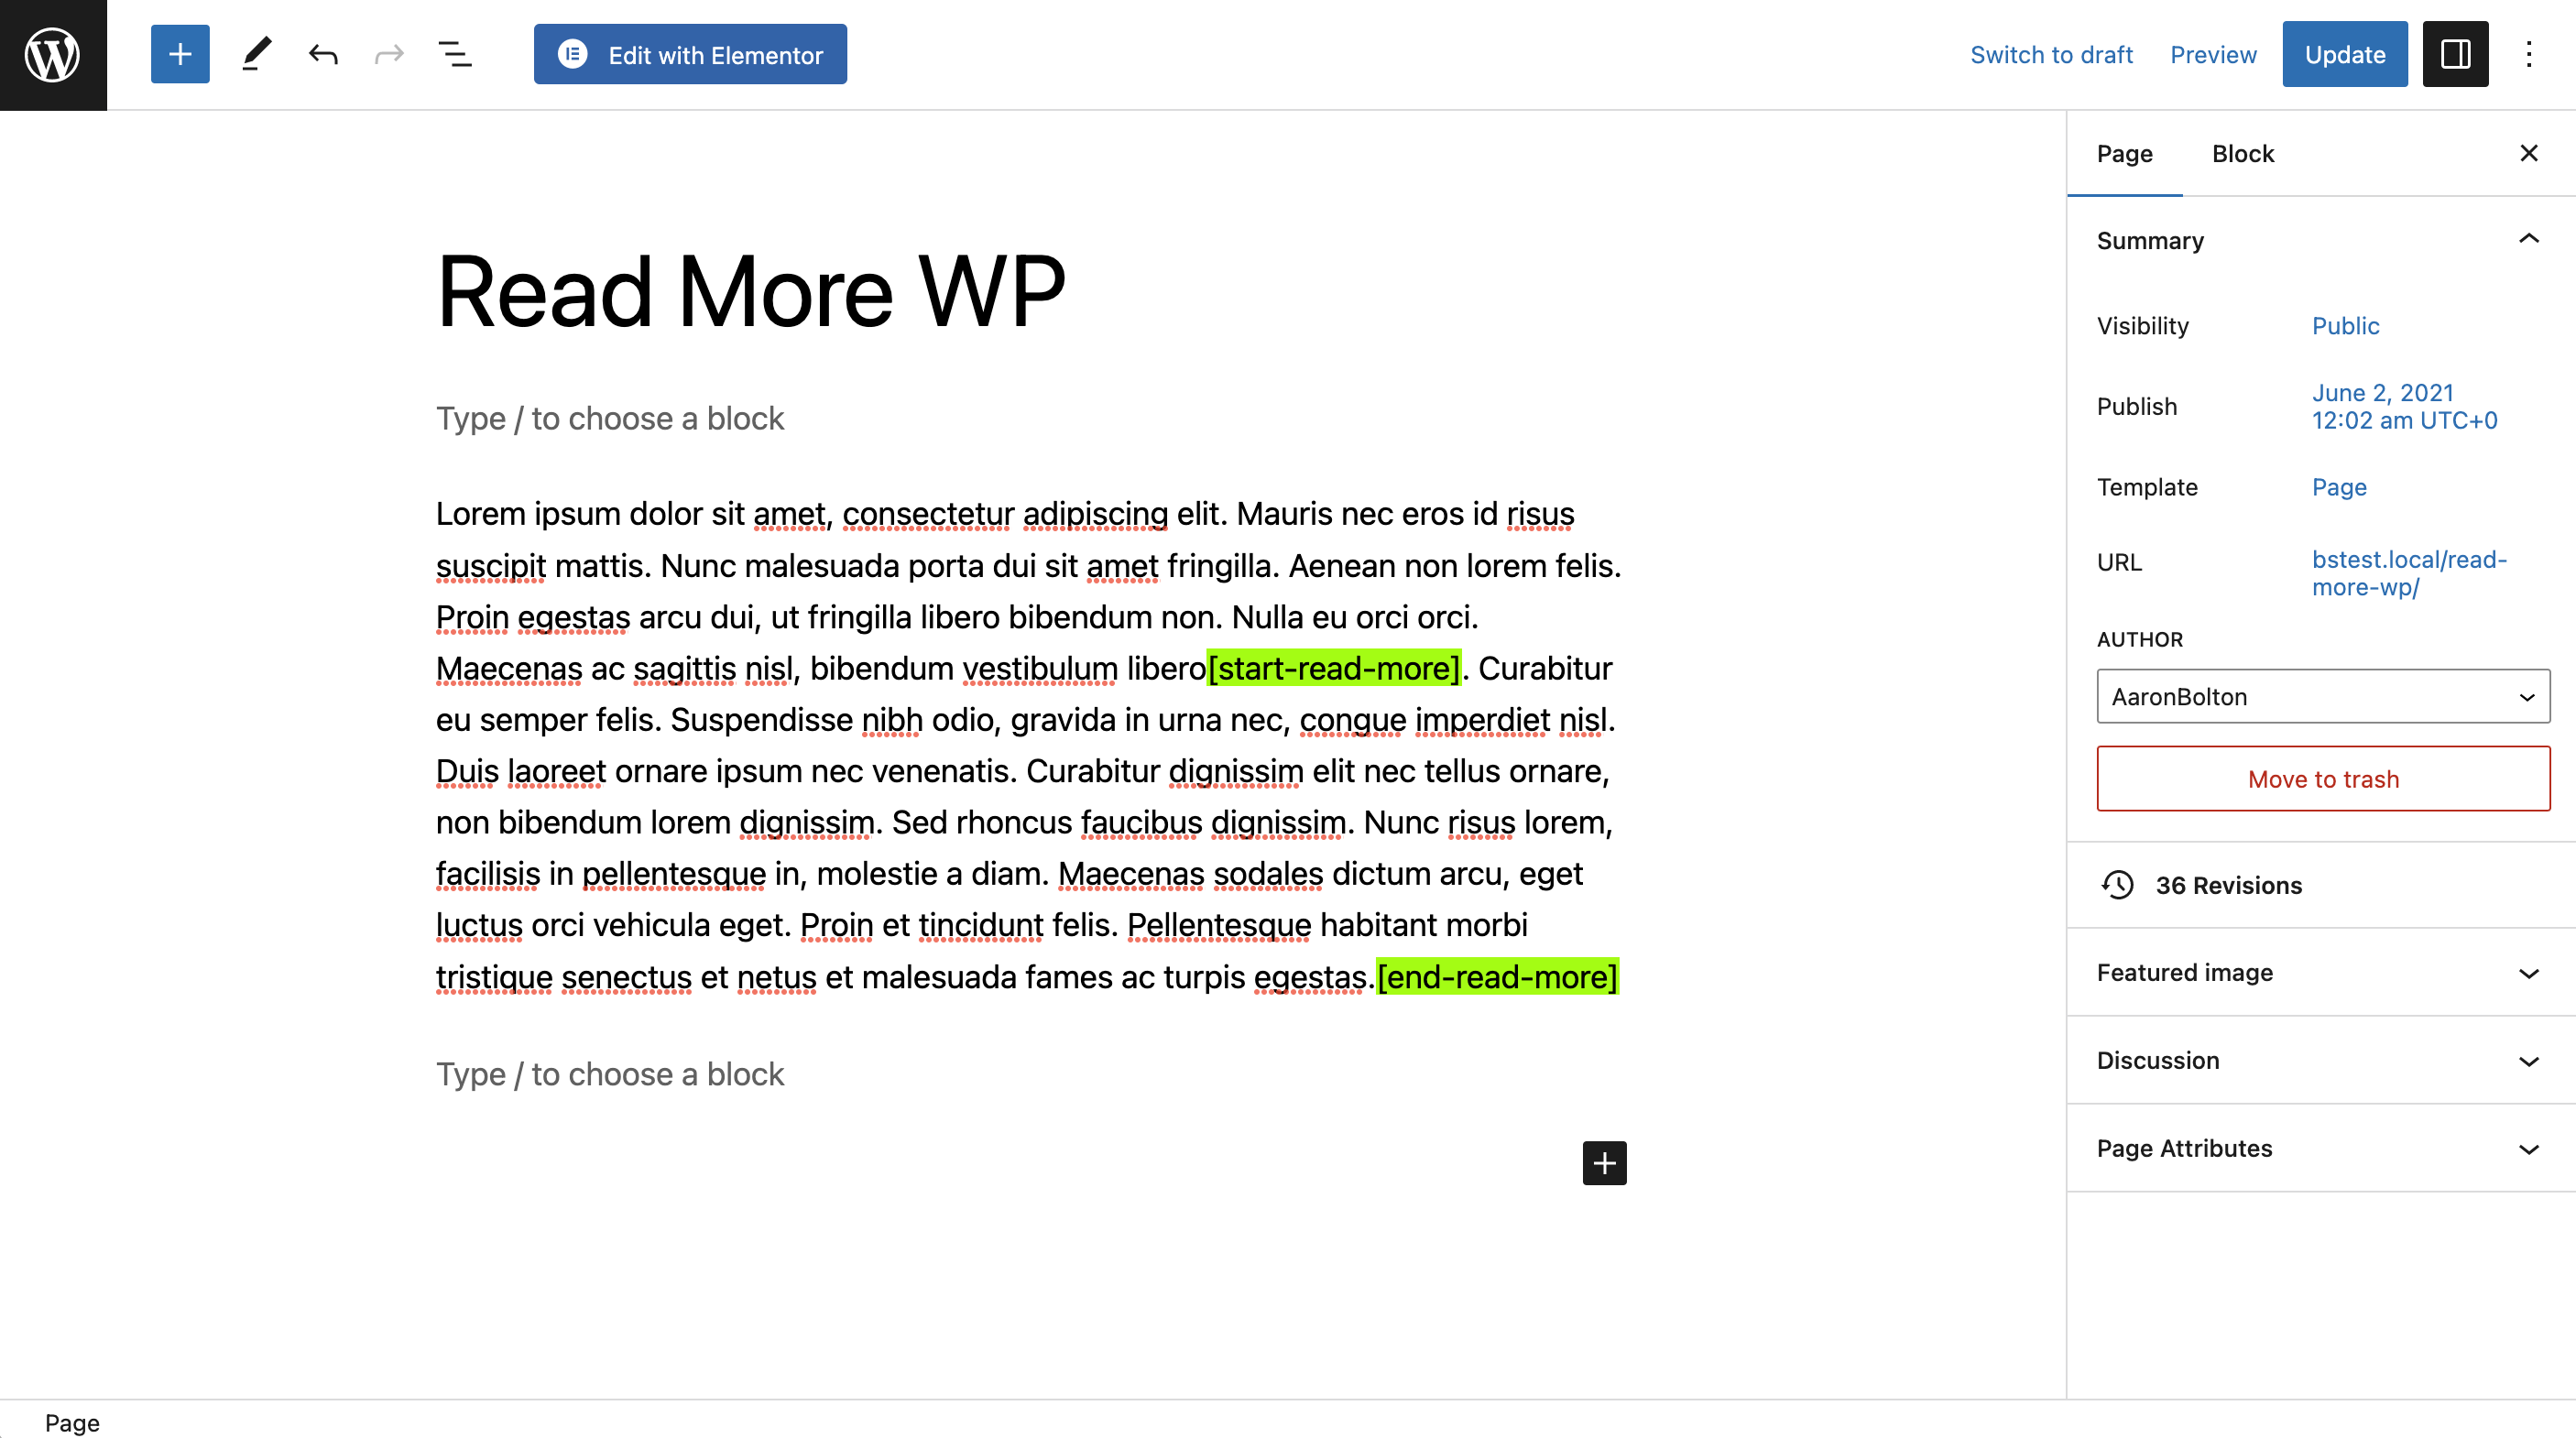 Edit with Elementor
Switch to draft Preview Update
Read More WP
Type / to choose a block
Lorem ipsum dolor sit amet, consectetur adipiscing elit. Mauris nec eros id risus
suscipit mattis. Nunc malesuada porta dui sit amet fringilla. Aenean non lorem felis.
Proin egestas arcu dui, ut fringilla libero bibendum non. Nulla eu orci orci.
Maecenas ac sagittis nisl, bibendum vestibulum libero[start-read-more]. Curabitur
eu semper felis. Suspendisse nibh odio, gravida in urna nec, congue imperdiet nisl.
Duis laoreet ornare ipsum nec venenatis. Curabitur dignissim elit nec tellus ornare,
non bibendum lorem dignissim. Sed rhoncus faucibus dignissim. Nunc risus lorem,
facilisis in pellentesque in, molestie a diam. Maecenas sodales dictum arcu, eget
luctus orci vehicula eget. Proin et tincidunt felis. Pellentesque habitant morbi
tristique senectus et netus et malesuada fames ac turpis egestas.[end-read-more]
Type / to choose a block
Page Block
Summary
Visibility Public
Publish June 2, 2021
12:02 am UTC+0
Template Page
URL bstest.local/read-
more-wp/
AUTHOR
AaronBolton
Move to trash
36 Revisions
Featured image
Discussion
Page Attributes
Page